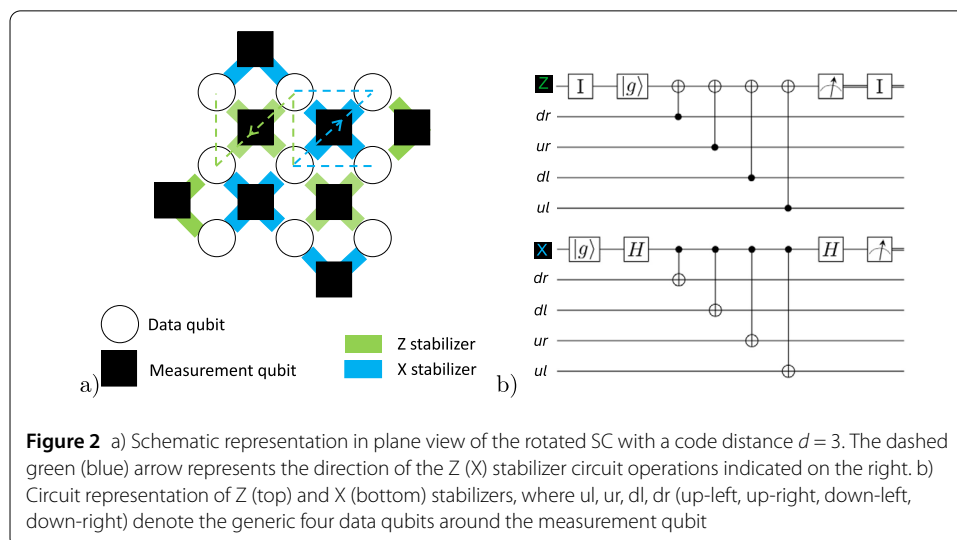 Data qubit
Measurement qubit
Z stabilizer
X stabilizer
a)
Z I |g⟩ I
dr
ur
dl
ul
X |g⟩ H H
dr
dl
ur
ul
b)
Figure 2 a) Schematic representation in plane view of the rotated SC with a code distance d = 3. The dashed
green (blue) arrow represents the direction of the Z (X) stabilizer circuit operations indicated on the right. b)
Circuit representation of Z (top) and X (bottom) stabilizers, where ul, ur, dl, dr (up-left, up-right, down-left,
down-right) denote the generic four data qubits around the measurement qubit